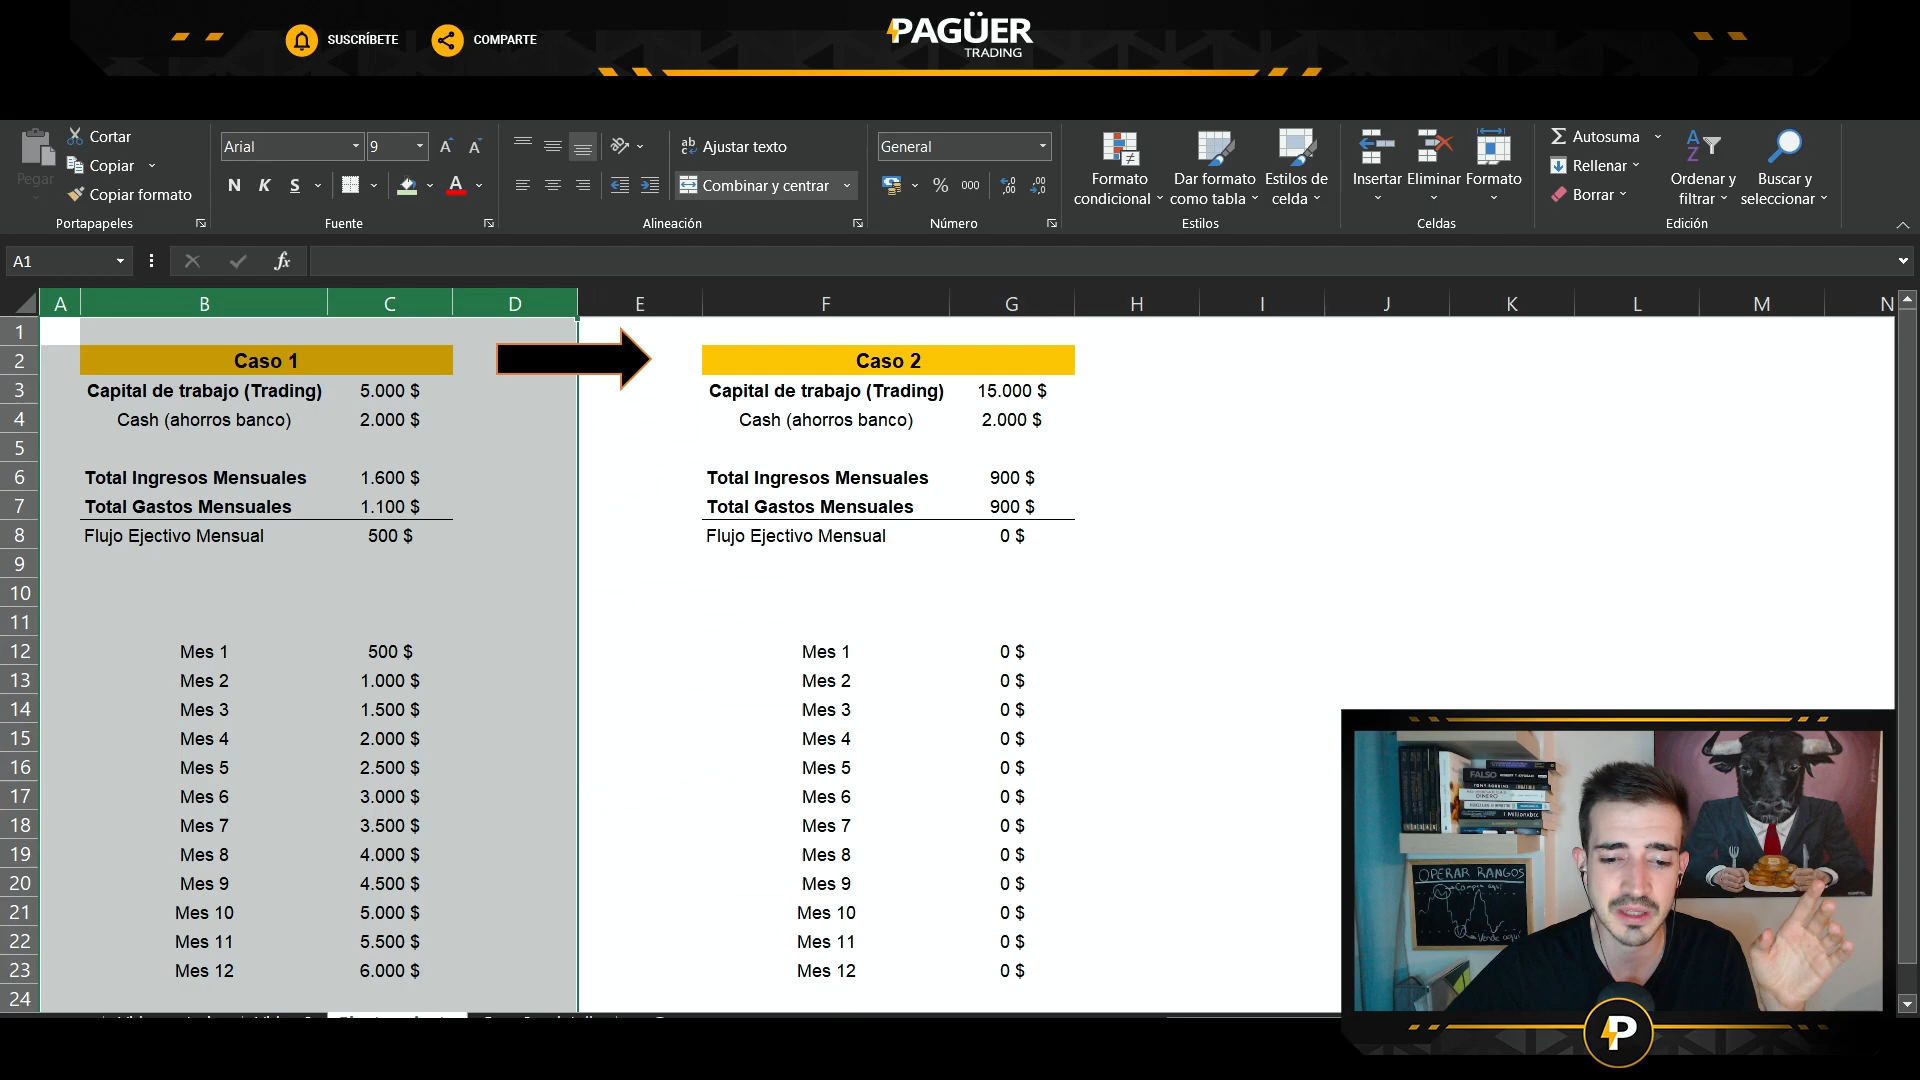 SUSCRÍBETE
COMPARTE
PAGÜER
TRADING
Pegar
Cortar
Copiar
Copiar formato
Portapapeles
Arial
9
N K S
Fuente
Ajustar texto
Combinar y centrar
Alineación
General
% 000
Número
Formato condicional
Dar formato como tabla
Estilos de celda
Estilos
Insertar
Eliminar
Formato
Celdas
Autosuma
Rellenar
Borrar
Ordenar y filtrar
Buscar y seleccionar
Edición
A1
fx
A B C D E F G H I J K L M N
1
2 Caso 1 Caso 2
3 Capital de trabajo (Trading) 5.000 $ Capital de trabajo (Trading) 15.000 $
4 Cash (ahorros banco) 2.000 $ Cash (ahorros banco) 2.000 $
5
6 Total Ingresos Mensuales 1.600 $ Total Ingresos Mensuales 900 $
7 Total Gastos Mensuales 1.100 $ Total Gastos Mensuales 900 $
8 Flujo Ejectivo Mensual 500 $ Flujo Ejectivo Mensual 0 $
9
10
11
12 Mes 1 500 $ Mes 1 0 $
13 Mes 2 1.000 $ Mes 2 0 $
14 Mes 3 1.500 $ Mes 3 0 $
15 Mes 4 2.000 $ Mes 4 0 $
16 Mes 5 2.500 $ Mes 5 0 $
17 Mes 6 3.000 $ Mes 6 0 $
18 Mes 7 3.500 $ Mes 7 0 $
19 Mes 8 4.000 $ Mes 8 0 $
20 Mes 9 4.500 $ Mes 9 0 $
21 Mes 10 5.000 $ Mes 10 0 $
22 Mes 11 5.500 $ Mes 11 0 $
23 Mes 12 6.000 $ Mes 12 0 $
24
FALSO
TONY ROBBINS
DINERO
OPERAR RANGOS
Compra aquí
Vende aquí
P